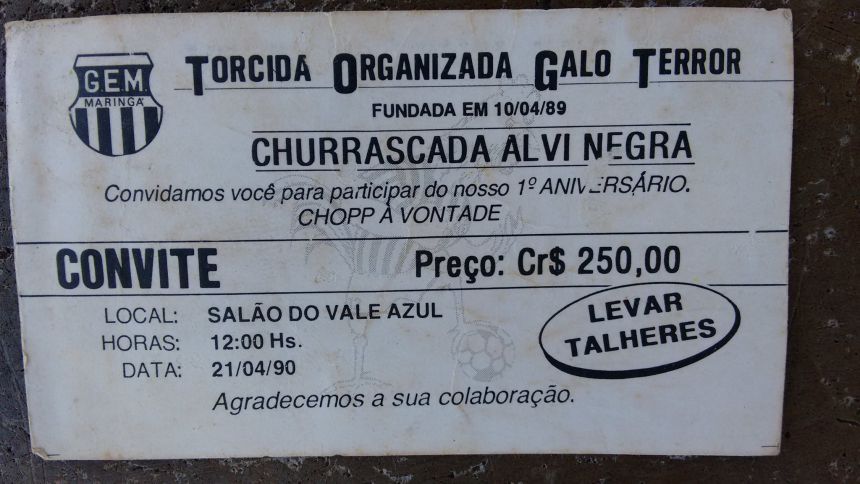 G.E.M.
MARINGÁ
TORCIDA ORGANIZADA GALO TERROR
FUNDADA EM 10/04/89
CHURRASCADA ALVI NEGRA
Convidamos você para participar do nosso 1º ANIVERSÁRIO.
CHOPP À VONTADE
CONVITE Preço: Cr$ 250,00
LOCAL: SALÃO DO VALE AZUL
HORAS: 12:00 Hs.
DATA: 21/04/90
LEVAR
TALHERES
Agradecemos a sua colaboração.